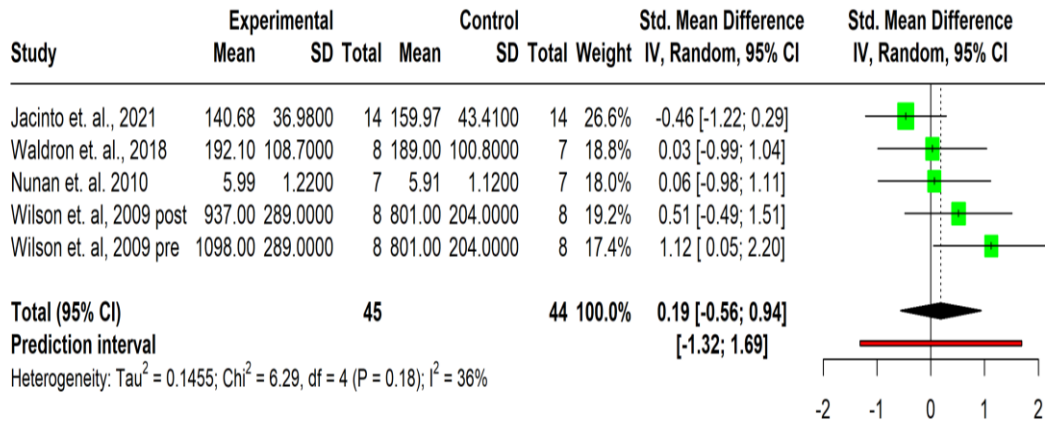 Experimental Control Std. Mean Difference Std. Mean Difference
Study Mean SD Total Mean SD Total Weight IV, Random, 95% CI IV, Random, 95% CI
Jacinto et. al., 2021 140.68 36.9800 14 159.97 43.4100 14 26.6% -0.46 [-1.22; 0.29]
Waldron et. al., 2018 192.10 108.7000 8 189.00 100.8000 7 18.8% 0.03 [-0.99; 1.04]
Nunan et. al. 2010 5.99 1.2200 7 5.91 1.1200 7 18.0% 0.06 [-0.98; 1.11]
Wilson et. al, 2009 post 937.00 289.0000 8 801.00 204.0000 8 19.2% 0.51 [-0.49; 1.51]
Wilson et. al, 2009 pre 1098.00 289.0000 8 801.00 204.0000 8 17.4% 1.12 [ 0.05; 2.20]
Total (95% CI) 45 44 100.0% 0.19 [-0.56; 0.94]
Prediction interval [-1.32; 1.69]
Heterogeneity: Tau² = 0.1455; Chi² = 6.29, df = 4 (P = 0.18); I² = 36%
-2 -1 0 1 2